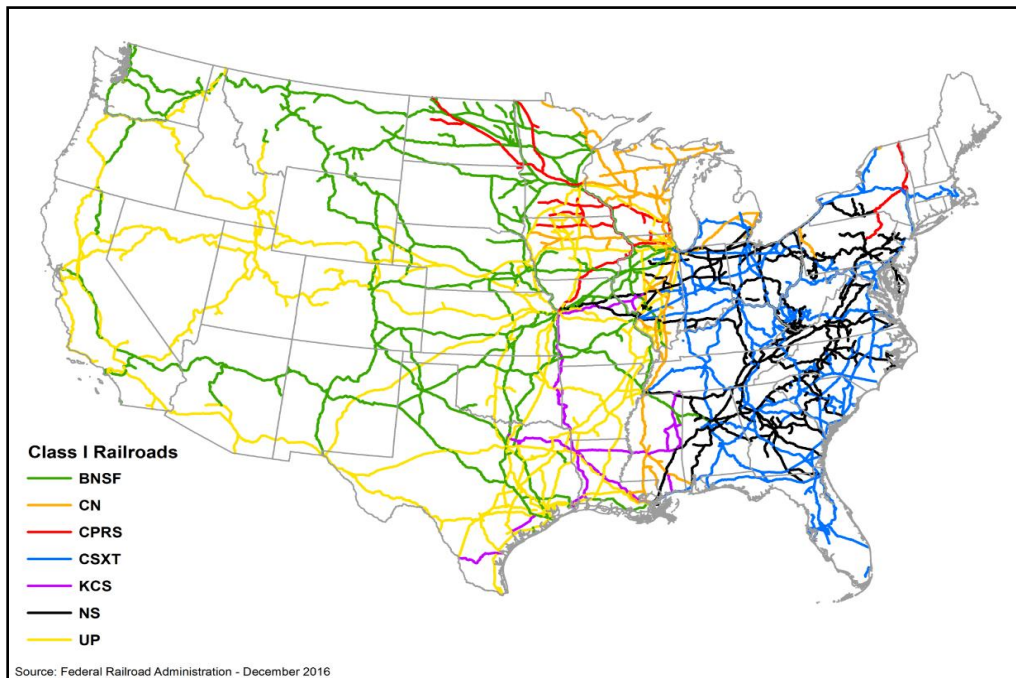 Class I Railroads
BNSF
CN
CPRS
CSXT
KCS
NS
UP
Source: Federal Railroad Administration - December 2016